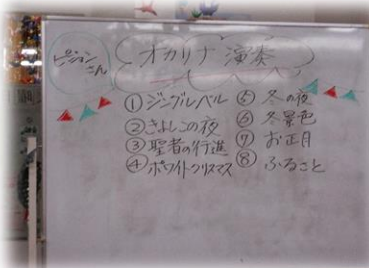 ピジョンさん
オカリナ 演奏
①ジングルベル
②きよしこの夜
③聖者の行進
④ホワイトクリスマス
⑤冬の夜
⑥冬景色
⑦お正月
⑧ふるさと